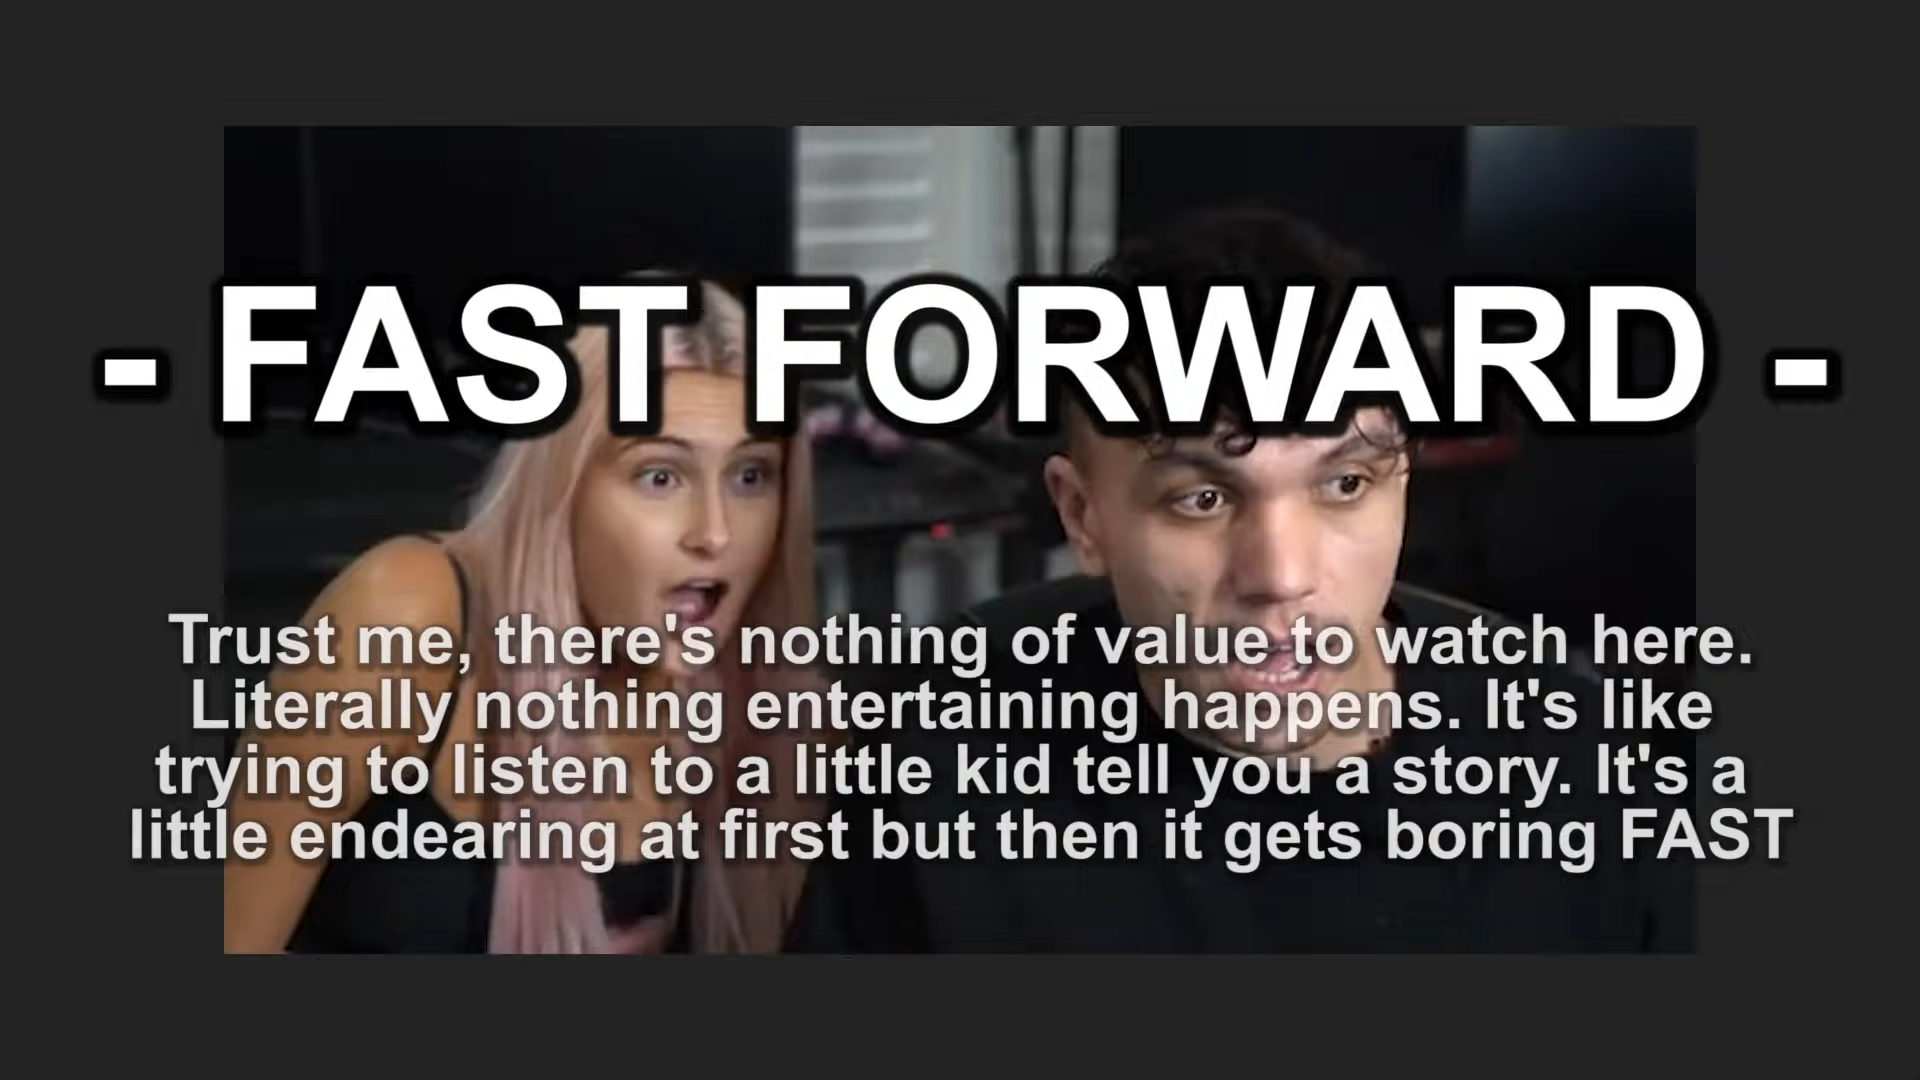 - FAST FORWARD -
Trust me, there's nothing of value to watch here.
Literally nothing entertaining happens. It's like
trying to listen to a little kid tell you a story. It's a
little endearing at first but then it gets boring FAST